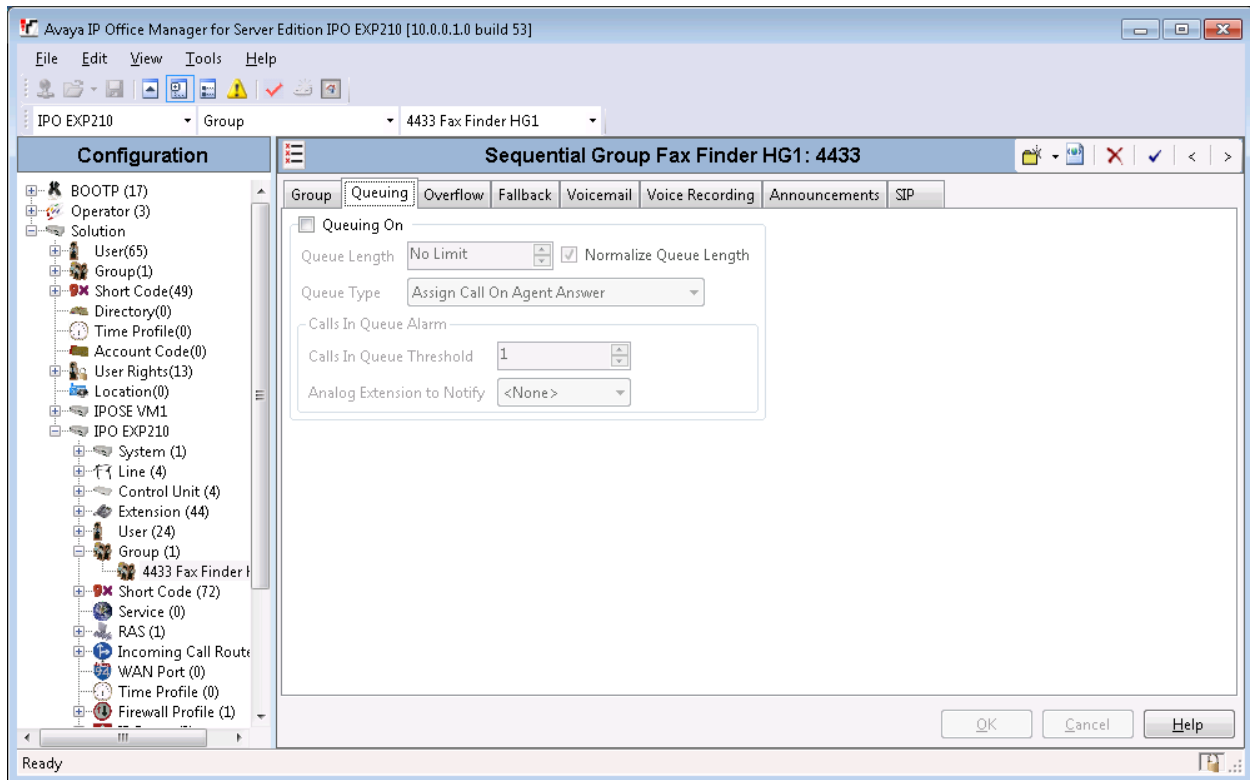 Avaya IP Office Manager for Server Edition IPO EXP210 [10.0.0.1.0 build 53]
File Edit View Tools Help
IPO EXP210 Group 4433 Fax Finder HG1
Configuration
BOOTP (17)
Operator (3)
Solution
User(65)
Group(1)
Short Code(49)
Directory(0)
Time Profile(0)
Account Code(0)
User Rights(13)
Location(0)
IPOSE VM1
IPO EXP210
System (1)
Line (4)
Control Unit (4)
Extension (44)
User (24)
Group (1)
4433 Fax Finder H
Short Code (72)
Service (0)
RAS (1)
Incoming Call Route
WAN Port (0)
Time Profile (0)
Firewall Profile (1)
Sequential Group Fax Finder HG1: 4433
Group Queuing Overflow Fallback Voicemail Voice Recording Announcements SIP
Queuing On
Queue Length No Limit Normalize Queue Length
Queue Type Assign Call On Agent Answer
Calls In Queue Alarm
Calls In Queue Threshold 1
Analog Extension to Notify <None>
OK Cancel Help
Ready